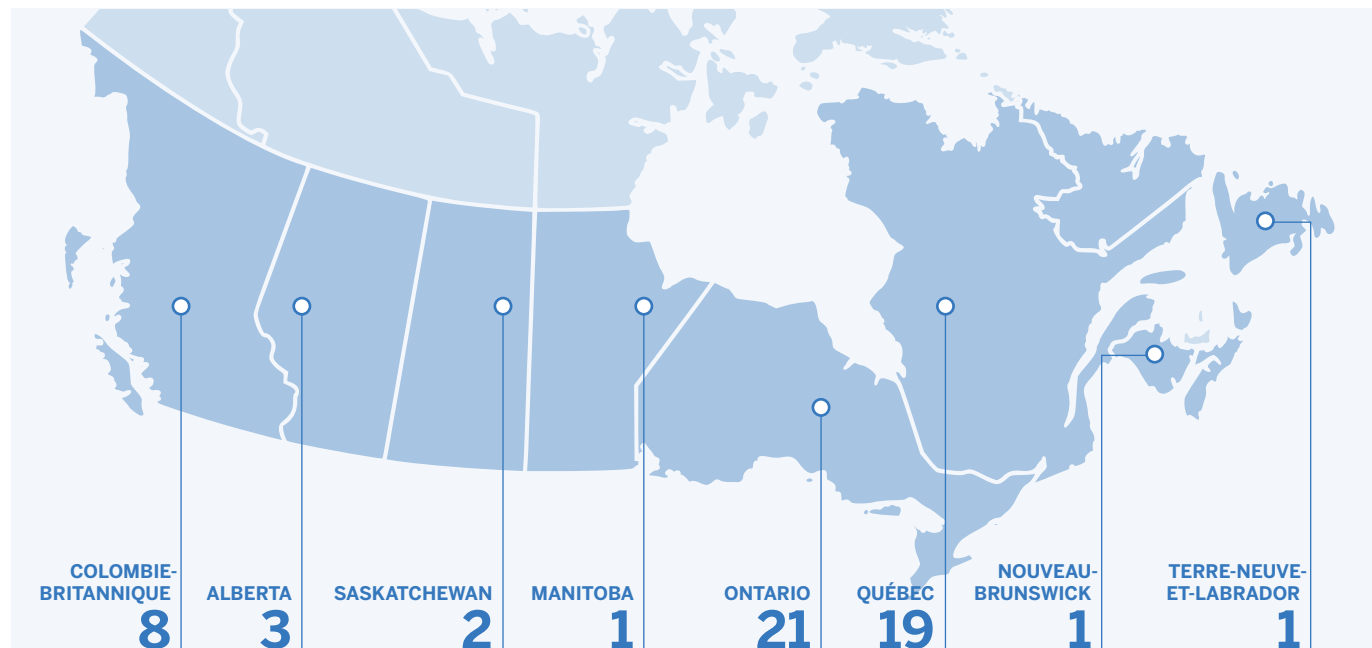 COLOMBIE-
BRITANNIQUE
8
ALBERTA
3
SASKATCHEWAN
2
MANITOBA
1
ONTARIO
21
QUÉBEC
19
NOUVEAU-
BRUNSWICK
1
TERRE-NEUVE-
ET-LABRADOR
1